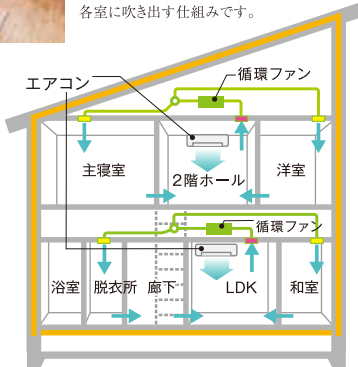 各室に吹き出す仕組みです。
エアコン
循環ファン
主寝室
2階ホール
洋室
循環ファン
浴室
脱衣所
廊下
LDK
和室